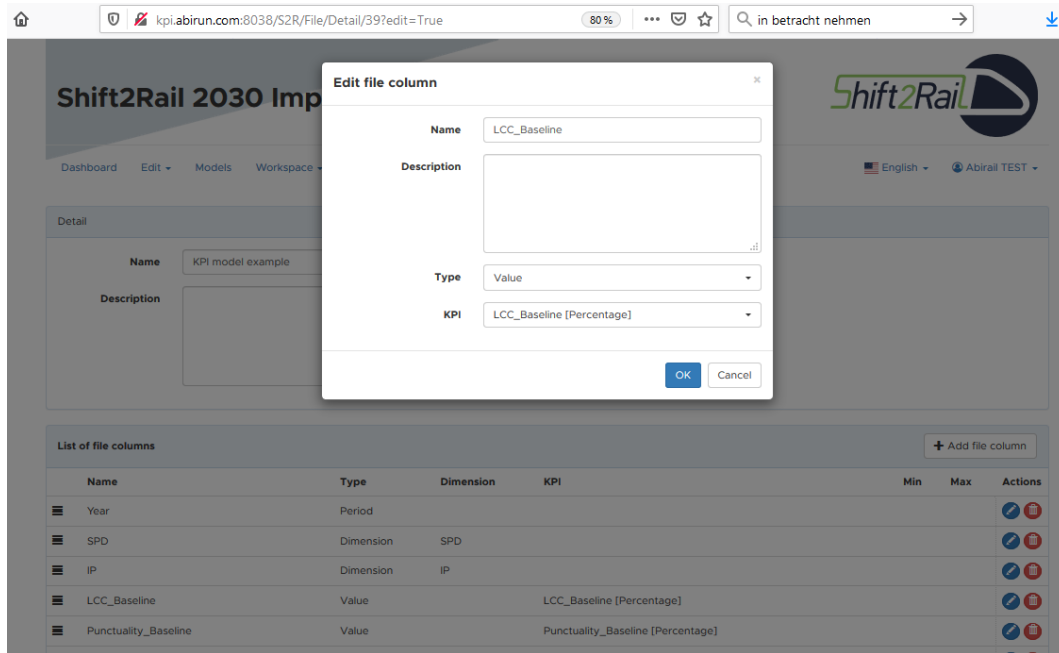 kpi.abirun.com:8038/S2R/File/Detail/39?edit=True 80 % in betracht nehmen
Shift2Rail 2030 Imp
Shift2Rail
Dashboard Edit Models Workspace English Abirail TEST
Edit file column ×
Name LCC_Baseline
Description
Type Value
KPI LCC_Baseline [Percentage]
OK Cancel
Detail
Name KPI model example
Description
List of file columns Add file column
Name Type Dimension KPI Min Max Actions
Year Period
SPD Dimension SPD
IP Dimension IP
LCC_Baseline Value LCC_Baseline [Percentage]
Punctuality_Baseline Value Punctuality_Baseline [Percentage]